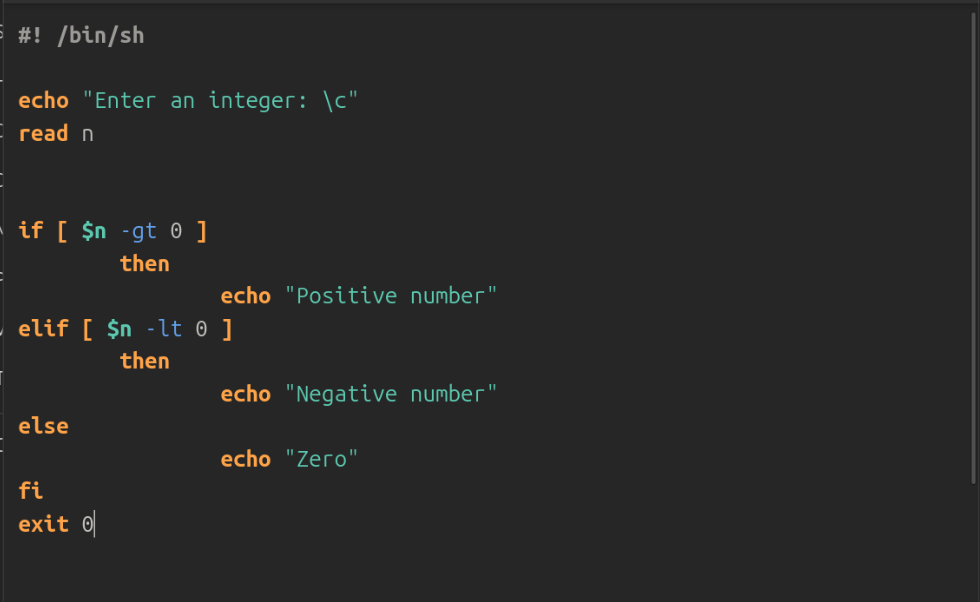 #! /bin/sh
echo "Enter an integer: \c"
read n
if [ $n -gt 0 ]
then
echo "Positive number"
elif [ $n -lt 0 ]
then
echo "Negative number"
else
echo "Zero"
fi
exit 0